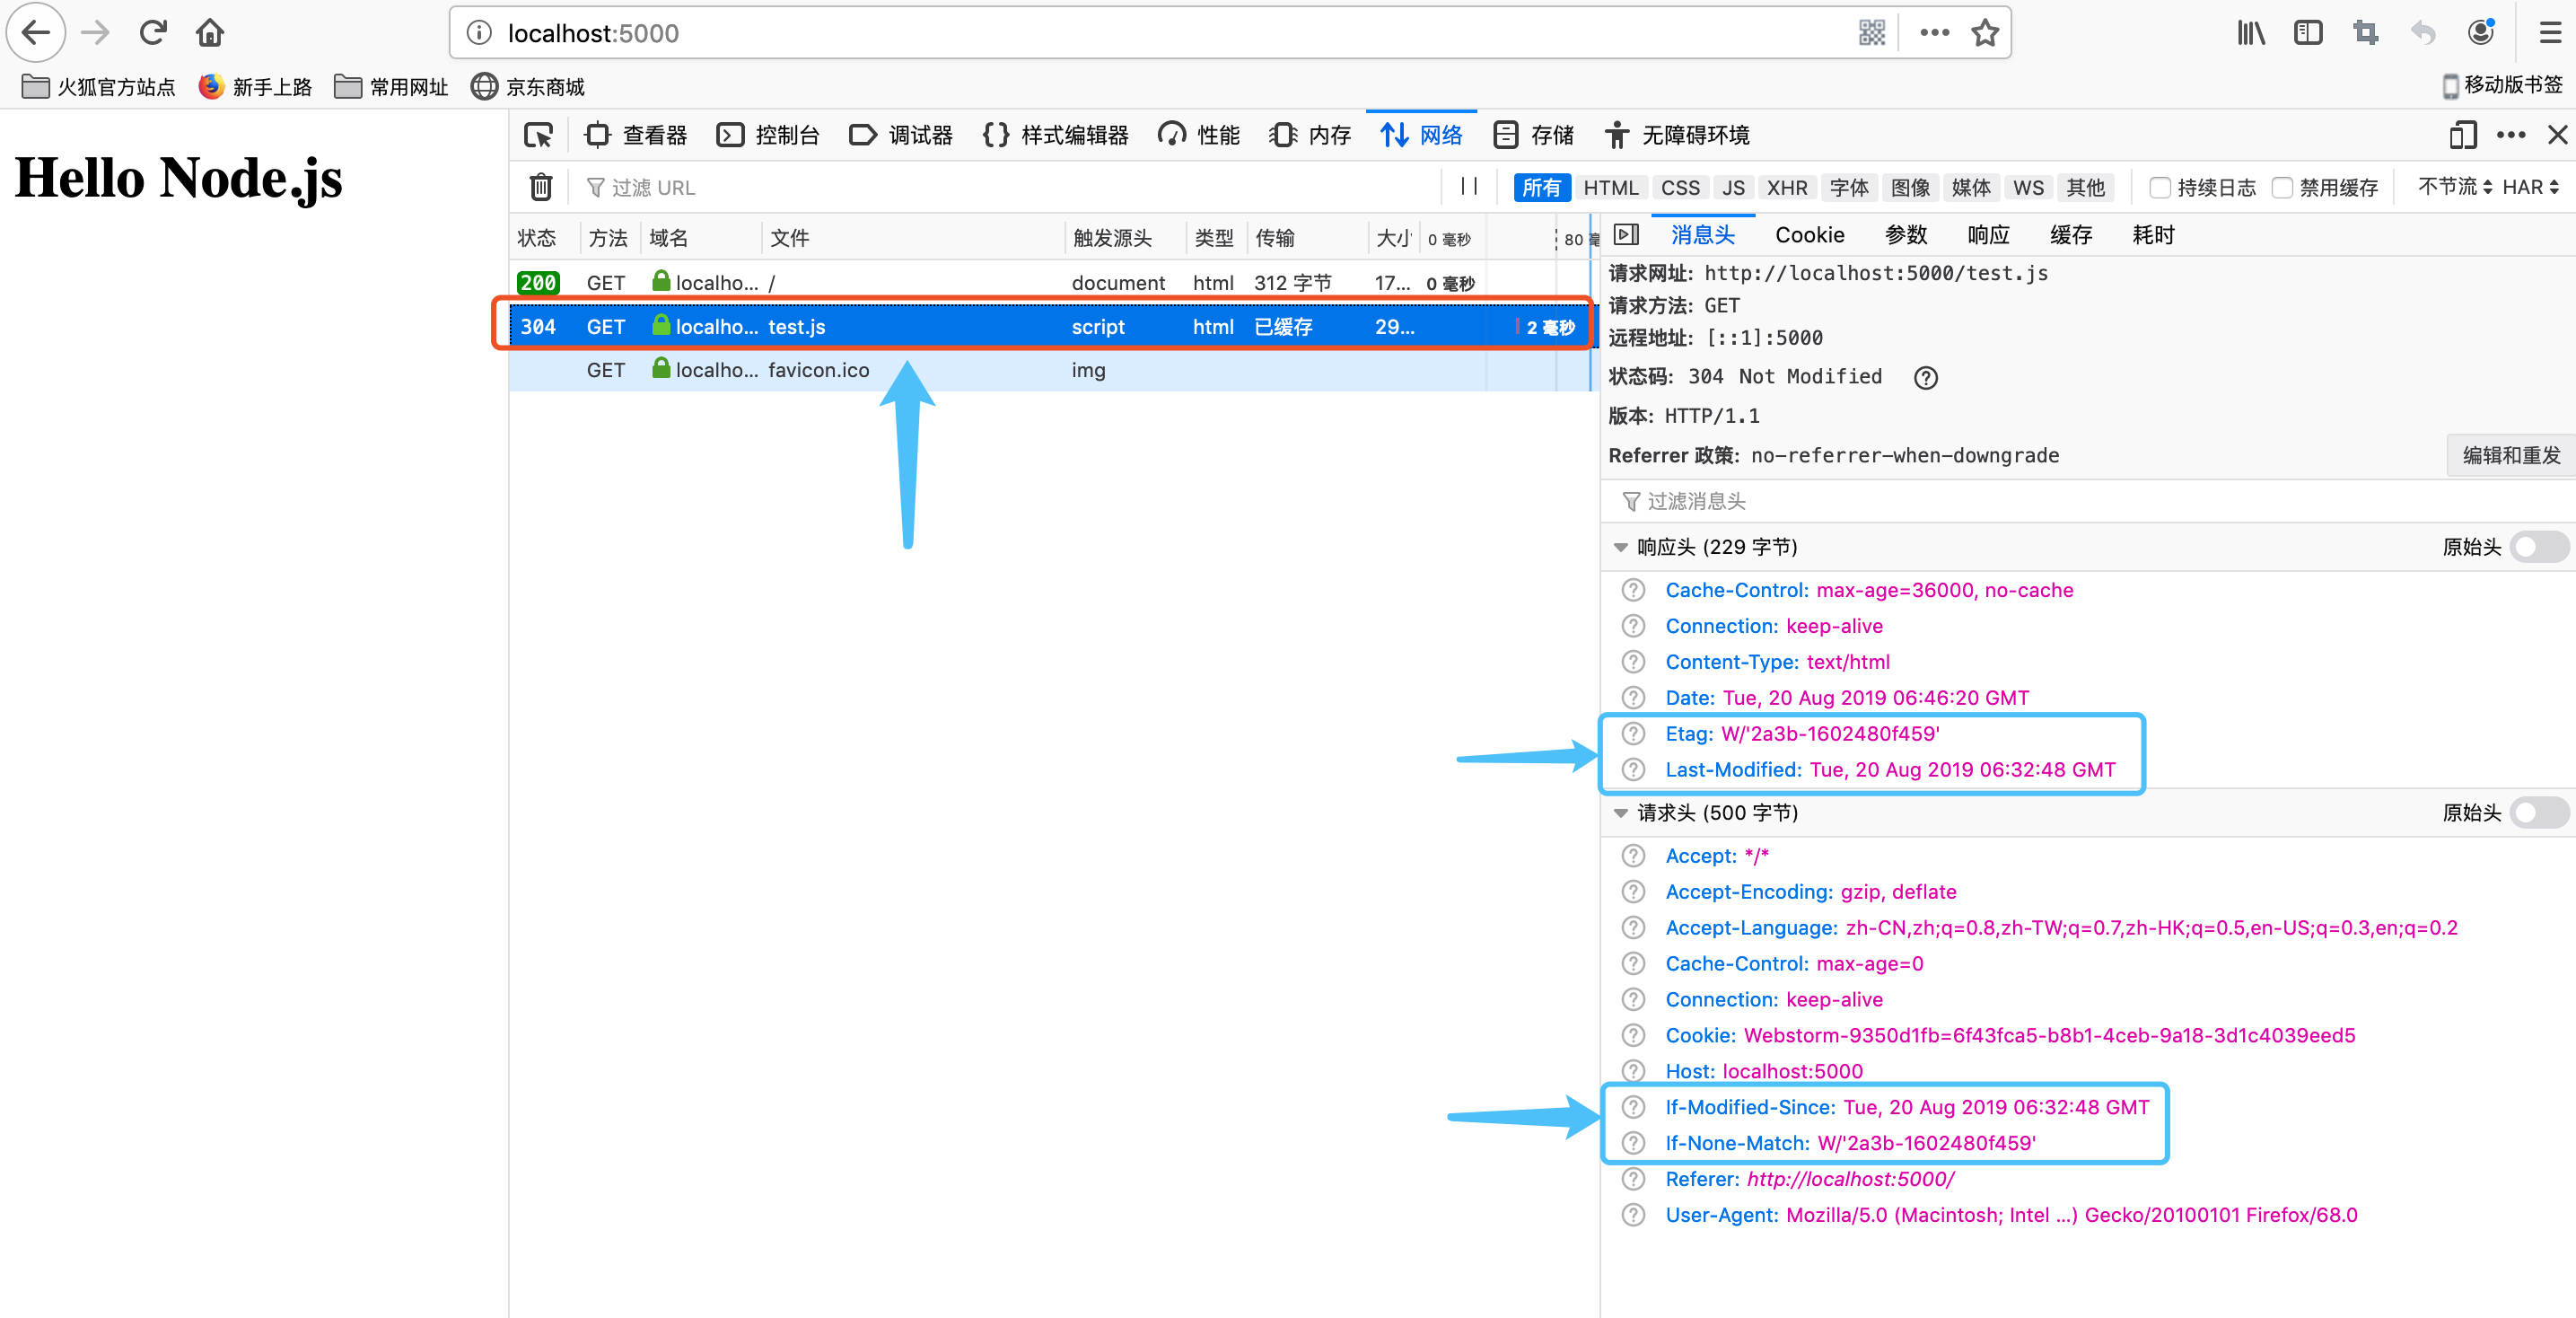 localhost:5000
火狐官方站点 新手上路 常用网址 京东商城 移动版书签
Hello Node.js
查看器 控制台 调试器 样式编辑器 性能 内存 网络 存储 无障碍环境
过滤 URL 所有 HTML CSS JS XHR 字体 图像 媒体 WS 其他 持续日志 禁用缓存 不节流 HAR
状态 方法 域名 文件 触发源头 类型 传输 大小 0 毫秒 80 毫
200 GET localho... / document html 312 字节 17... 0 毫秒
304 GET localho... test.js script html 已缓存 29... 2 毫秒
GET localho... favicon.ico img
消息头 Cookie 参数 响应 缓存 耗时
请求网址: http://localhost:5000/test.js
请求方法: GET
远程地址: [::1]:5000
状态码: 304 Not Modified
版本: HTTP/1.1
Referrer 政策: no-referrer-when-downgrade 编辑和重发
过滤消息头
响应头 (229 字节) 原始头
Cache-Control: max-age=36000, no-cache
Connection: keep-alive
Content-Type: text/html
Date: Tue, 20 Aug 2019 06:46:20 GMT
Etag: W/'2a3b-1602480f459'
Last-Modified: Tue, 20 Aug 2019 06:32:48 GMT
请求头 (500 字节) 原始头
Accept: */*
Accept-Encoding: gzip, deflate
Accept-Language: zh-CN,zh;q=0.8,zh-TW;q=0.7,zh-HK;q=0.5,en-US;q=0.3,en;q=0.2
Cache-Control: max-age=0
Connection: keep-alive
Cookie: Webstorm-9350d1fb=6f43fca5-b8b1-4ceb-9a18-3d1c4039eed5
Host: localhost:5000
If-Modified-Since: Tue, 20 Aug 2019 06:32:48 GMT
If-None-Match: W/'2a3b-1602480f459'
Referer: http://localhost:5000/
User-Agent: Mozilla/5.0 (Macintosh; Intel ...) Gecko/20100101 Firefox/68.0